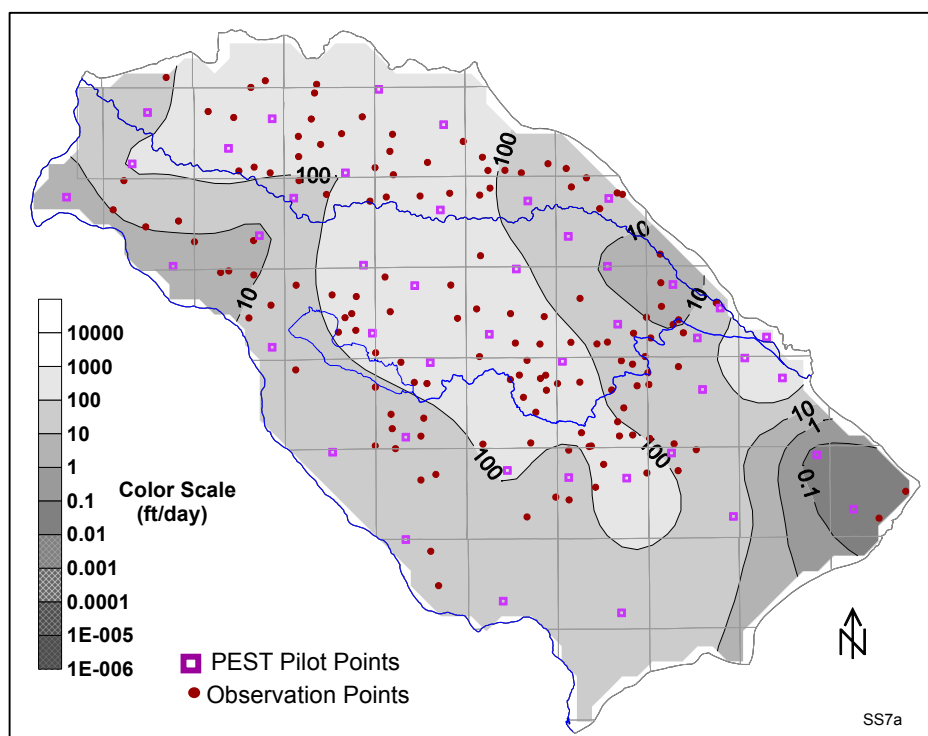 100
100
10
10
10
10000
1000
100
10
1
0.1
0.01
0.001
0.0001
1E-005
1E-006
Color Scale
(ft/day)
100
100
10
1
0.1
N
PEST Pilot Points
Observation Points
SS7a